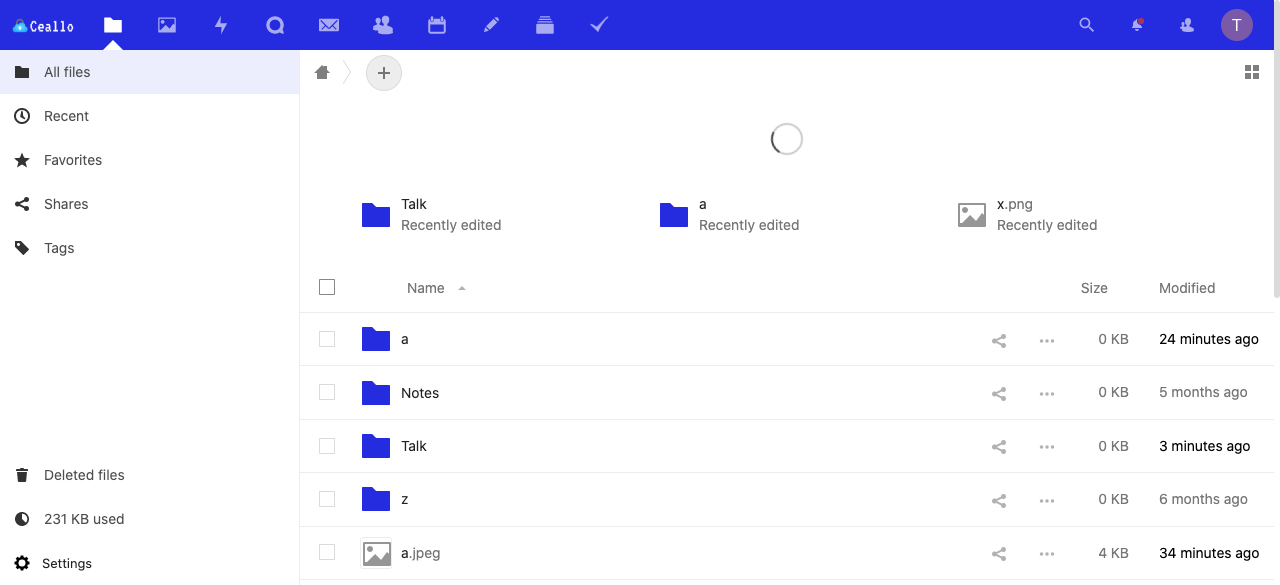 Ceallo
T
All files
Recent
Favorites
Shares
Tags
Deleted files
231 KB used
Settings
Talk
Recently edited
a
Recently edited
x.png
Recently edited
Name Size Modified
a 0 KB 24 minutes ago
Notes 0 KB 5 months ago
Talk 0 KB 3 minutes ago
z 0 KB 6 months ago
a.jpeg 4 KB 34 minutes ago